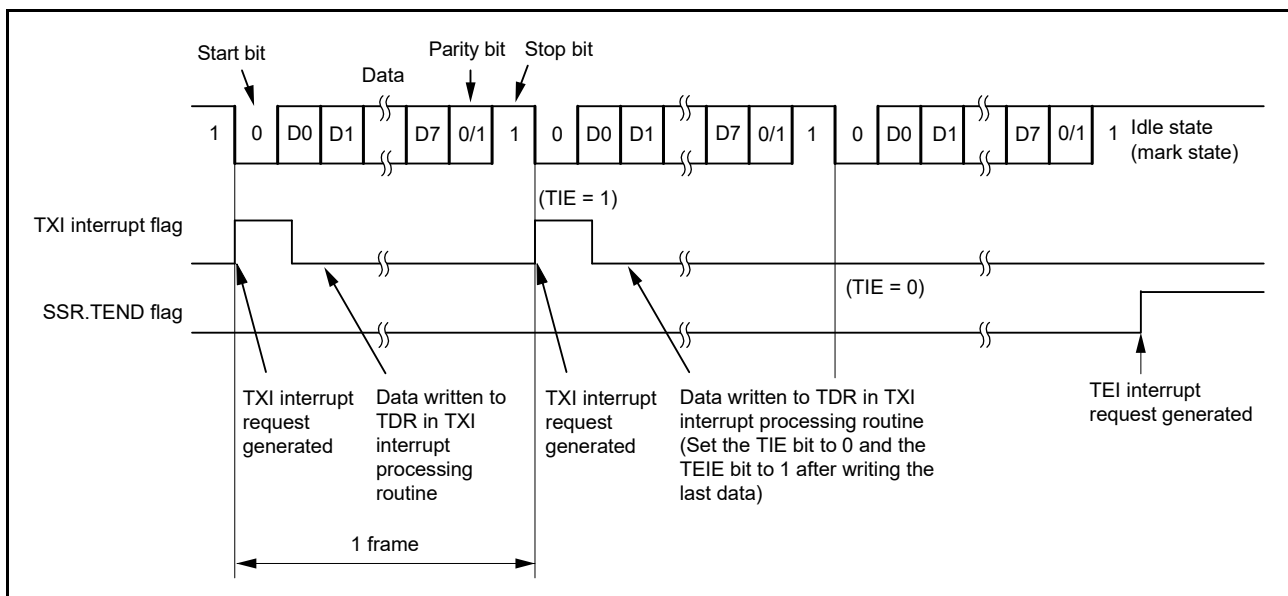 Start bit
Parity bit
Stop bit
Data
1 0 D0 D1 D7 0/1 1 0 D0 D1 D7 0/1 1 0 D0 D1 D7 0/1 1
Idle state
(mark state)
(TIE = 1)
TXI interrupt flag
(TIE = 0)
SSR.TEND flag
TXI interrupt
request
generated
Data written to
TDR in TXI
interrupt
processing
routine
TXI interrupt
request
generated
Data written to TDR in TXI
interrupt processing routine
(Set the TIE bit to 0 and the
TEIE bit to 1 after writing the
last data)
TEI interrupt
request generated
1 frame